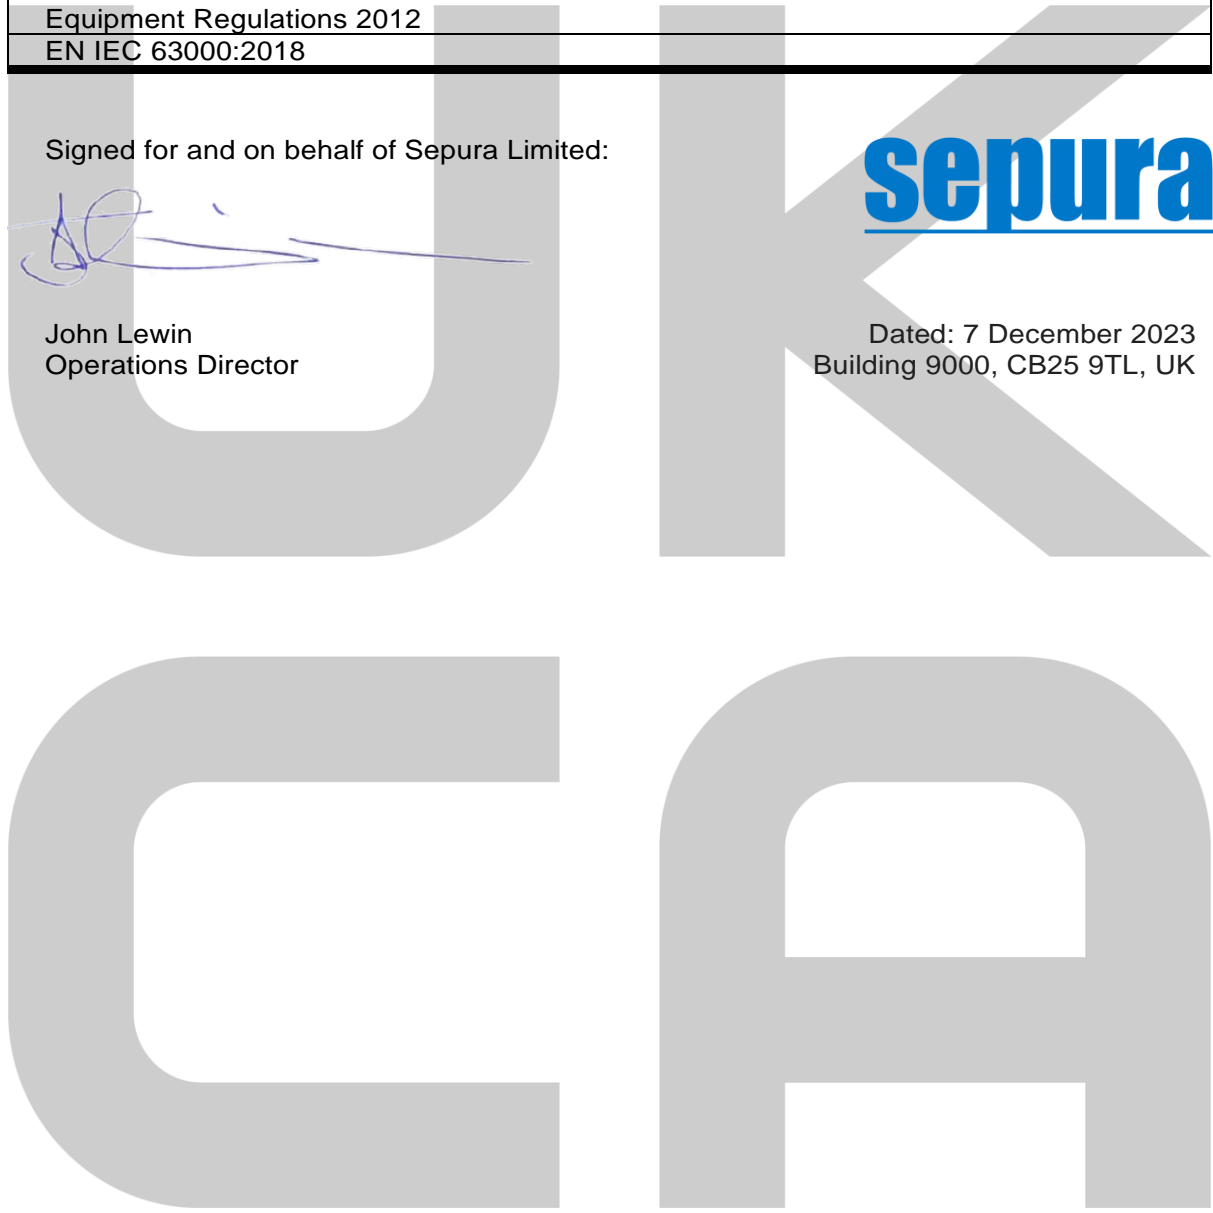 Equipment Regulations 2012
EN IEC 63000:2018
Signed for and on behalf of Sepura Limited:
sepura
John Lewin
Operations Director
Dated: 7 December 2023
Building 9000, CB25 9TL, UK
UK
CA